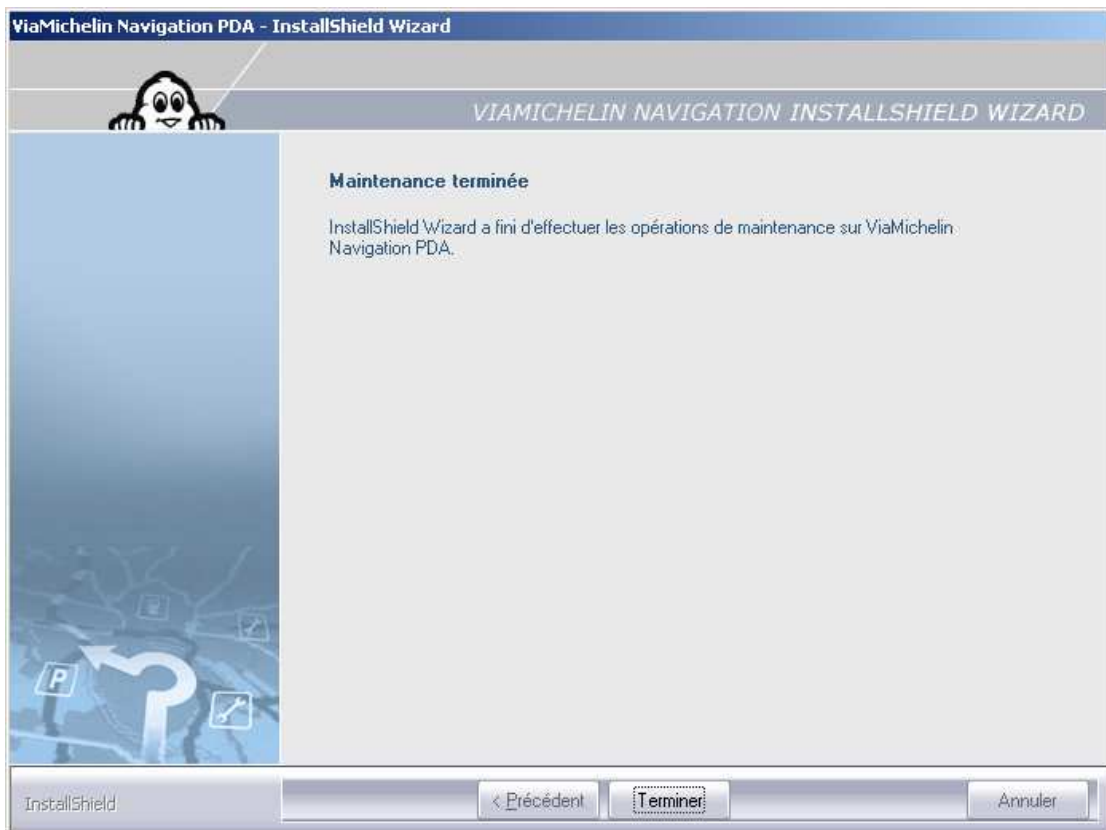 ViaMichelin Navigation PDA - InstallShield Wizard
VIAMICHELIN NAVIGATION INSTALLSHIELD WIZARD
Maintenance terminée
InstallShield Wizard a fini d'effectuer les opérations de maintenance sur ViaMichelin
Navigation PDA.
P
InstallShield
< Précédent
Terminer
Annuler